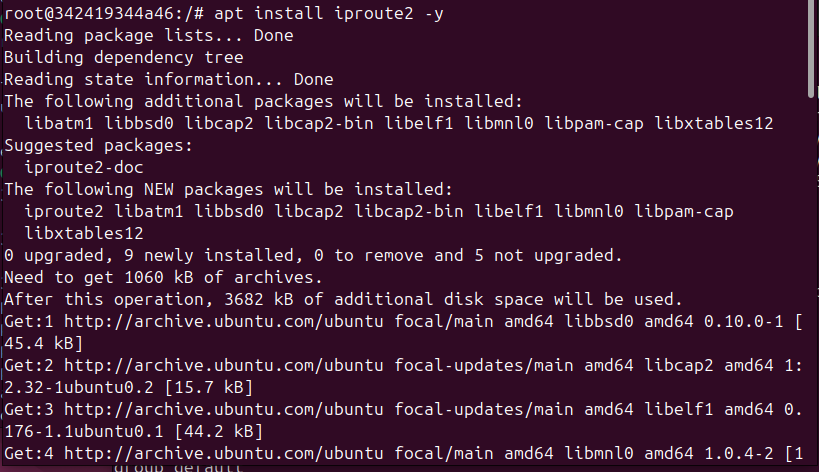 root@342419344a46:/# apt install iproute2 -y
Reading package lists... Done
Building dependency tree
Reading state information... Done
The following additional packages will be installed:
  libatm1 libbsd0 libcap2 libcap2-bin libelf1 libmnl0 libpam-cap libxtables12
Suggested packages:
  iproute2-doc
The following NEW packages will be installed:
  iproute2 libatm1 libbsd0 libcap2 libcap2-bin libelf1 libmnl0 libpam-cap
  libxtables12
0 upgraded, 9 newly installed, 0 to remove and 5 not upgraded.
Need to get 1060 kB of archives.
After this operation, 3682 kB of additional disk space will be used.
Get:1 http://archive.ubuntu.com/ubuntu focal/main amd64 libbsd0 amd64 0.10.0-1 [
45.4 kB]
Get:2 http://archive.ubuntu.com/ubuntu focal-updates/main amd64 libcap2 amd64 1:
2.32-1ubuntu0.2 [15.7 kB]
Get:3 http://archive.ubuntu.com/ubuntu focal-updates/main amd64 libelf1 amd64 0.
176-1.1ubuntu0.1 [44.2 kB]
Get:4 http://archive.ubuntu.com/ubuntu focal/main amd64 libmnl0 amd64 1.0.4-2 [1
group default